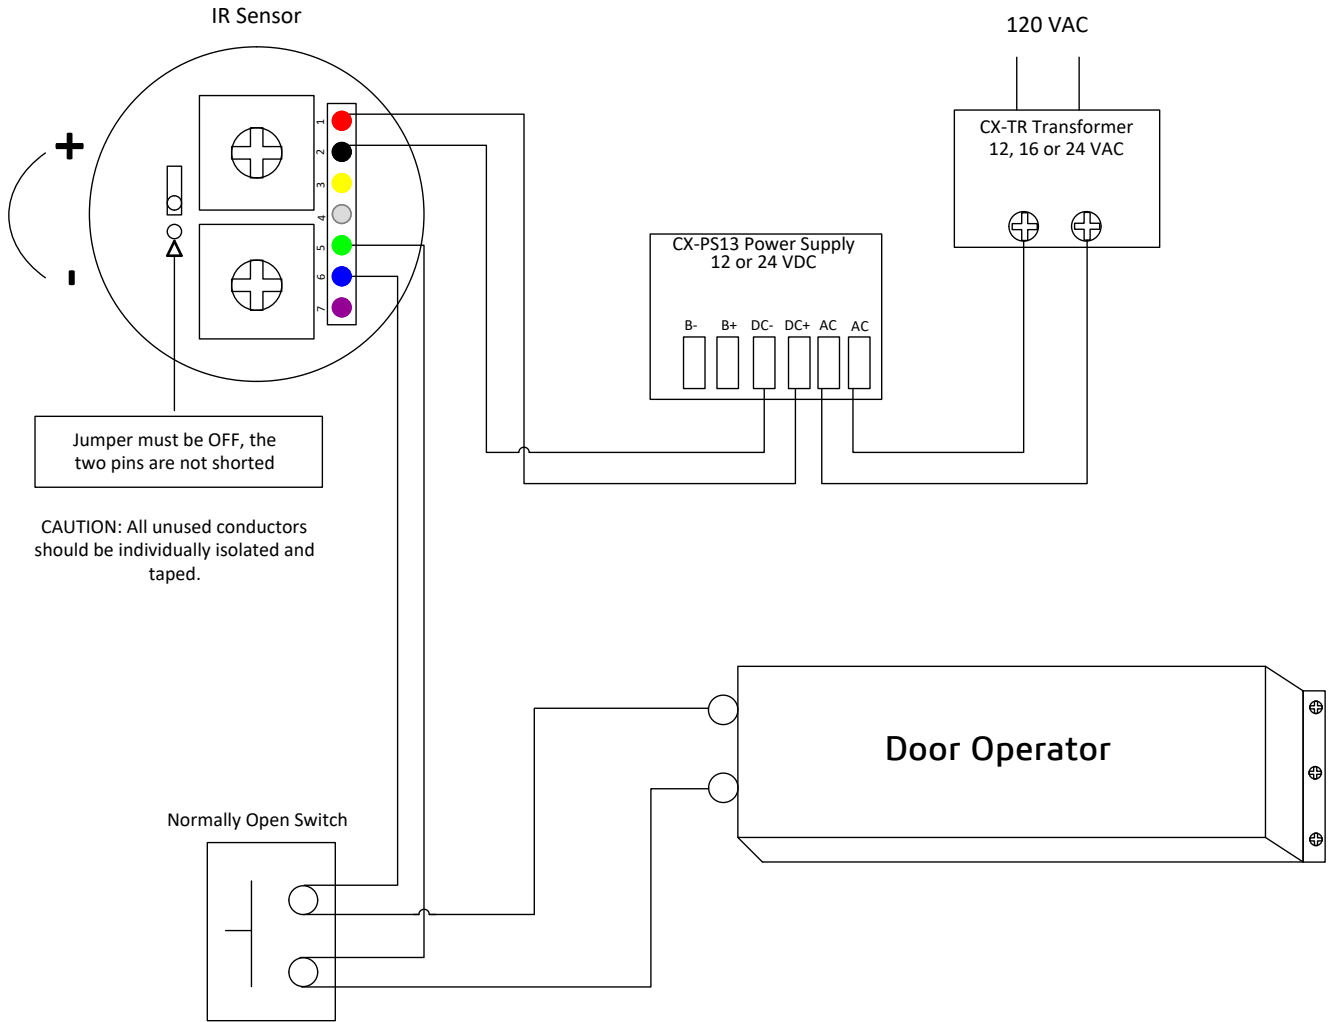 IR Sensor
120 VAC
CX-TR Transformer
12, 16 or 24 VAC
+
-
1
2
3
4
5
6
7
CX-PS13 Power Supply
12 or 24 VDC
B- B+ DC- DC+ AC AC
Jumper must be OFF, the
two pins are not shorted
CAUTION: All unused conductors
should be individually isolated and
taped.
Door Operator
Normally Open Switch